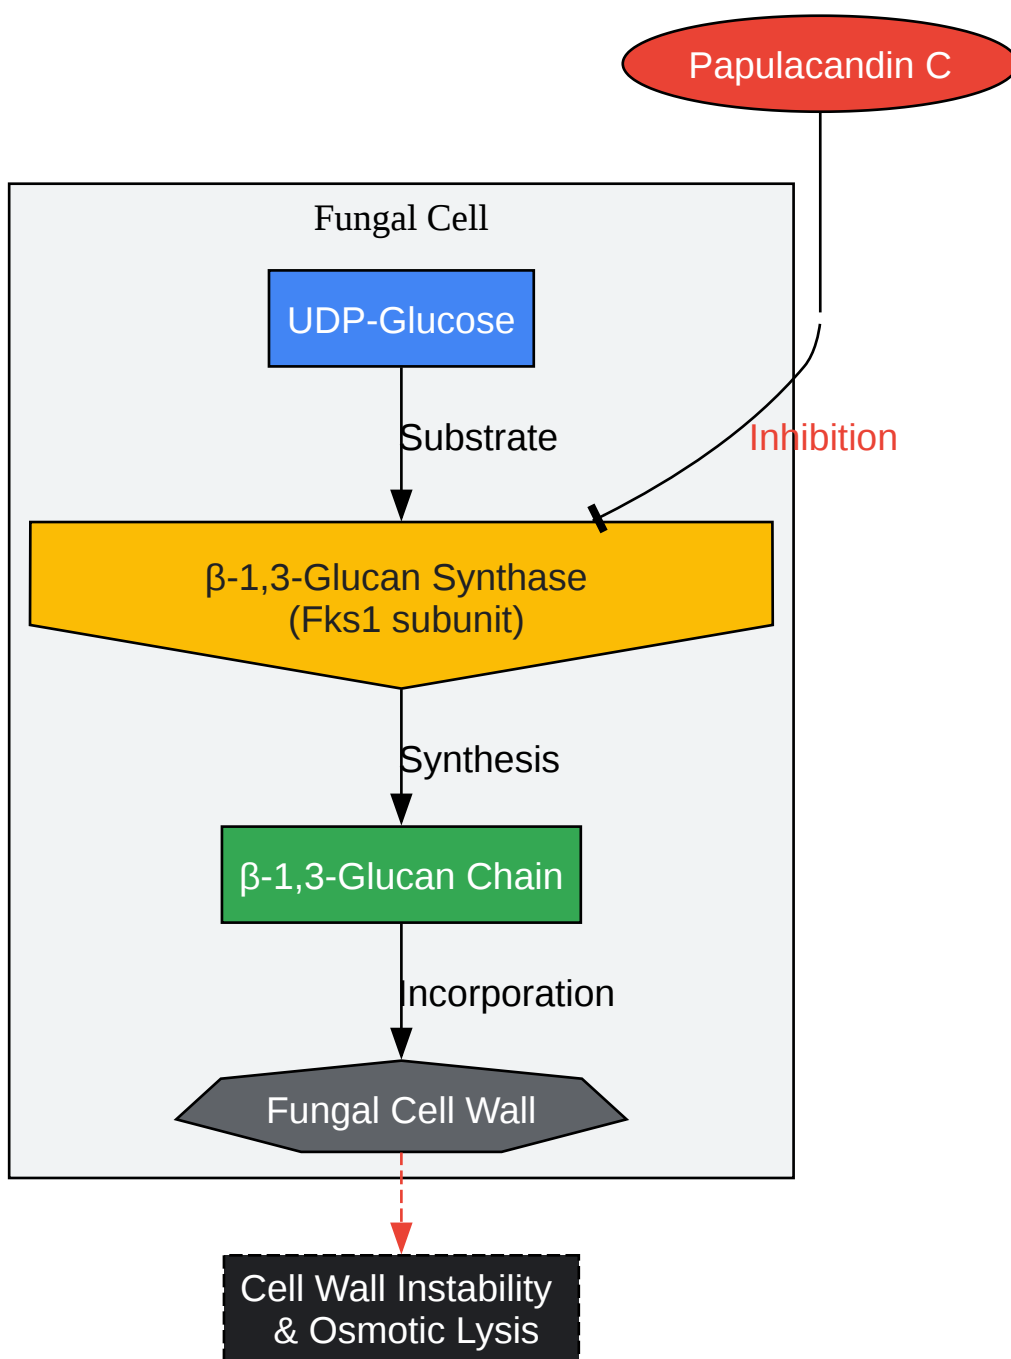 Papulacandin C
Fungal Cell
UDP-Glucose
Substrate
Inhibition
β-1,3-Glucan Synthase
(Fks1 subunit)
Synthesis
β-1,3-Glucan Chain
Incorporation
Fungal Cell Wall
Cell Wall Instability
& Osmotic Lysis